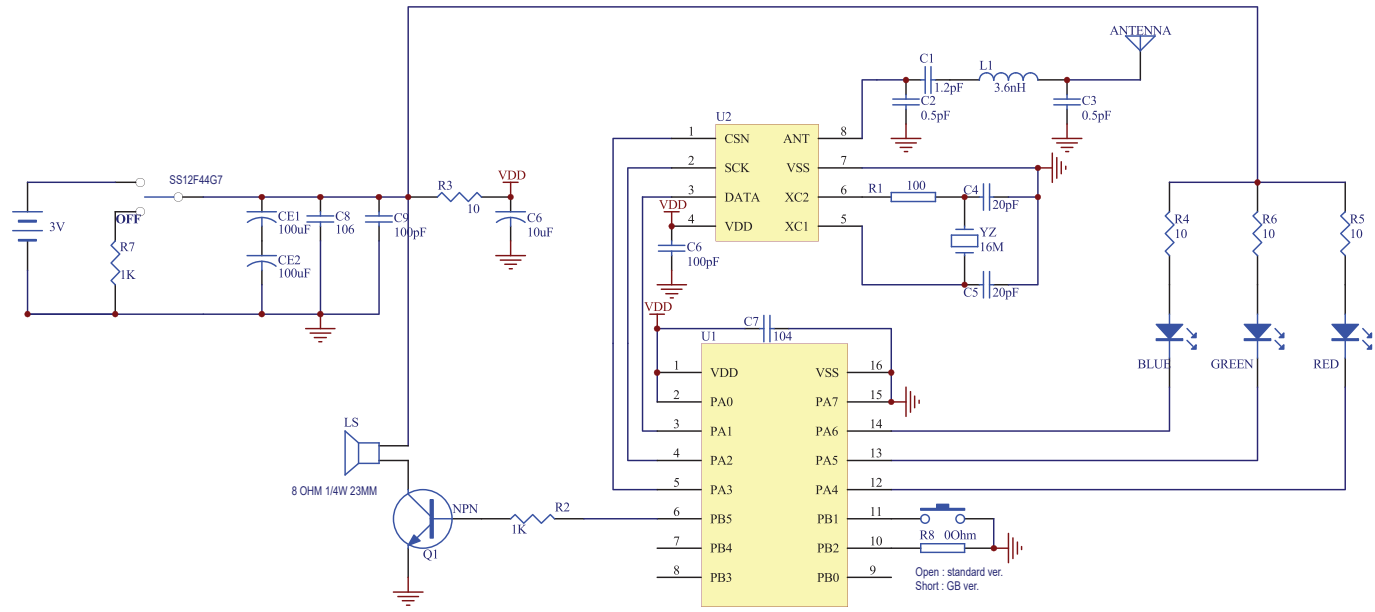 ANTENNA
C1
1.2pF
L1
3.6nH
C2
0.5pF
C3
0.5pF
U2
1 CSN ANT 8
2 SCK VSS 7
3 DATA XC2 6
4 VDD XC1 5
R1 100
C4
20pF
YZ
16M
C5 20pF
VDD
C6
100pF
SS12F44G7
OFF
3V
R7
1K
CE1
100uF
CE2
100uF
C8
106
C9
100pF
R3
10
VDD
C6
10uF
R4
10
R6
10
R5
10
BLUE
GREEN
RED
VDD
C7
104
U1
1 VDD VSS 16
2 PA0 PA7 15
3 PA1 PA6 14
4 PA2 PA5 13
5 PA3 PA4 12
6 PB5 PB1 11
7 PB4 PB2 10
8 PB3 PB0 9
LS
8 OHM 1/4W 23MM
NPN
Q1
R2
1K
R8 0Ohm
Open : standard ver.
Short : GB ver.